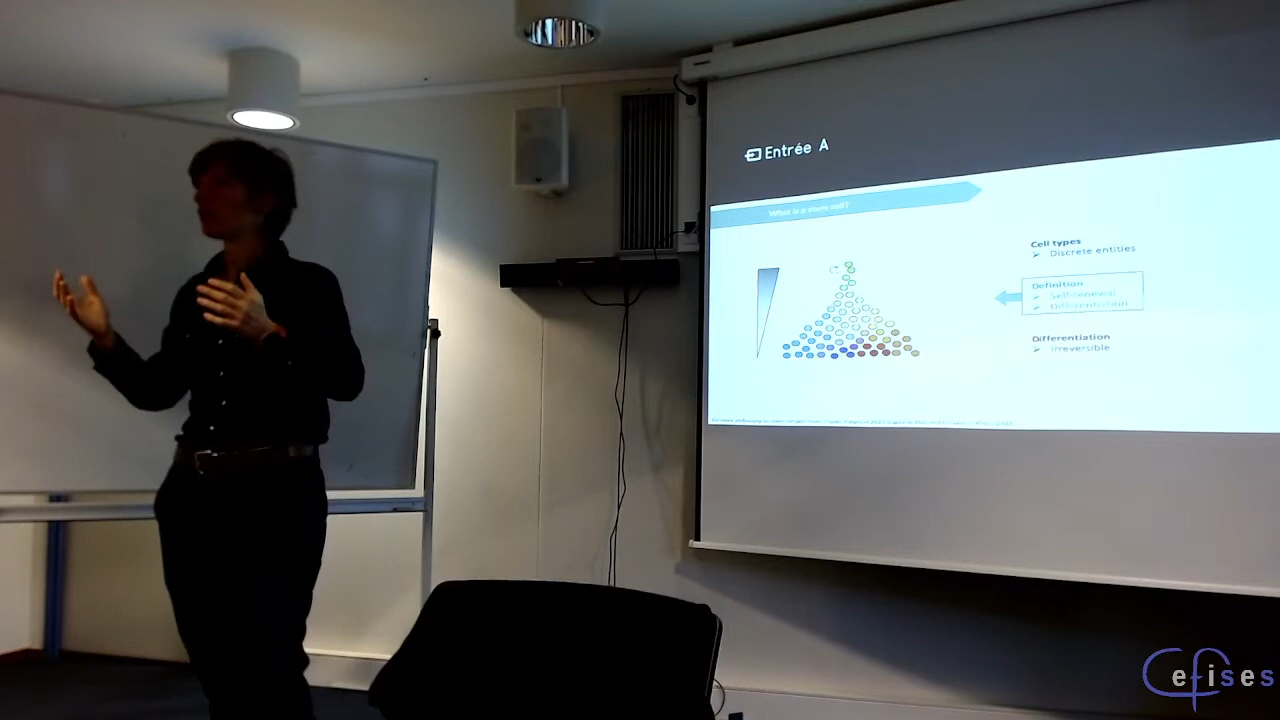 Entrée A
What is a stem cell?
Cell types
➢ Discrete entities
Definition
➢ Self-renewal
➢ Differentiation
Differentiation
➢ Irreversible
Cefises